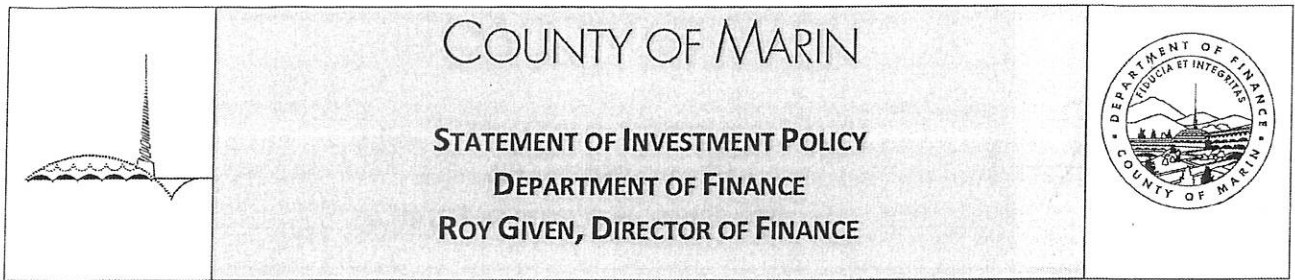 COUNTY OF MARIN
STATEMENT OF INVESTMENT POLICY
DEPARTMENT OF FINANCE
ROY GIVEN, DIRECTOR OF FINANCE
DEPARTMENT OF FINANCE
FIDUCIA ET INTEGRITAS
COUNTY OF MARIN